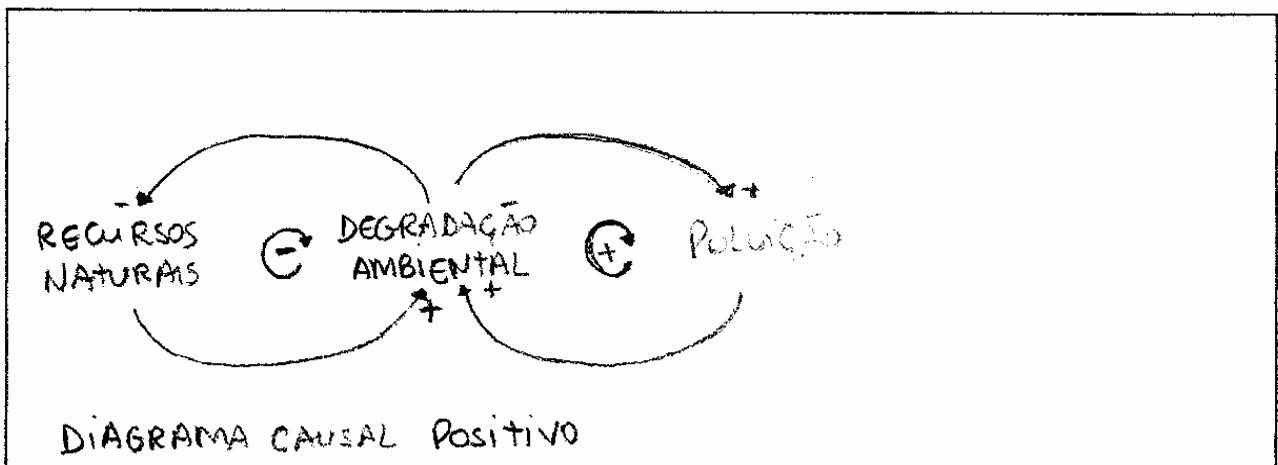 -
RECURSOS
NATURAIS
-
DEGRADAÇÃO
AMBIENTAL
+
+
+
+
POLUIÇÃO
DIAGRAMA CAUSAL POSITIVO